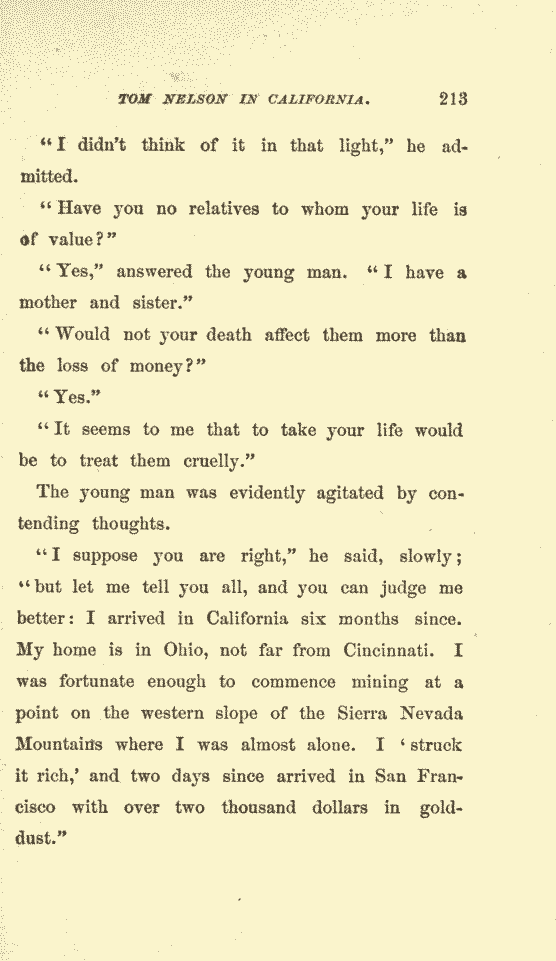 TOM NELSON IN CALIFORNIA. 213
"I didn't think of it in that light," he ad-
mitted.
"Have you no relatives to whom your life is
of value?"
"Yes," answered the young man. "I have a
mother and sister."
"Would not your death affect them more than
the loss of money?"
"Yes."
"It seems to me that to take your life would
be to treat them cruelly."
The young man was evidently agitated by con-
tending thoughts.
"I suppose you are right," he said, slowly;
"but let me tell you all, and you can judge me
better: I arrived in California six months since.
My home is in Ohio, not far from Cincinnati. I
was fortunate enough to commence mining at a
point on the western slope of the Sierra Nevada
Mountains where I was almost alone. I 'struck
it rich,' and two days since arrived in San Fran-
cisco with over two thousand dollars in gold-
dust."